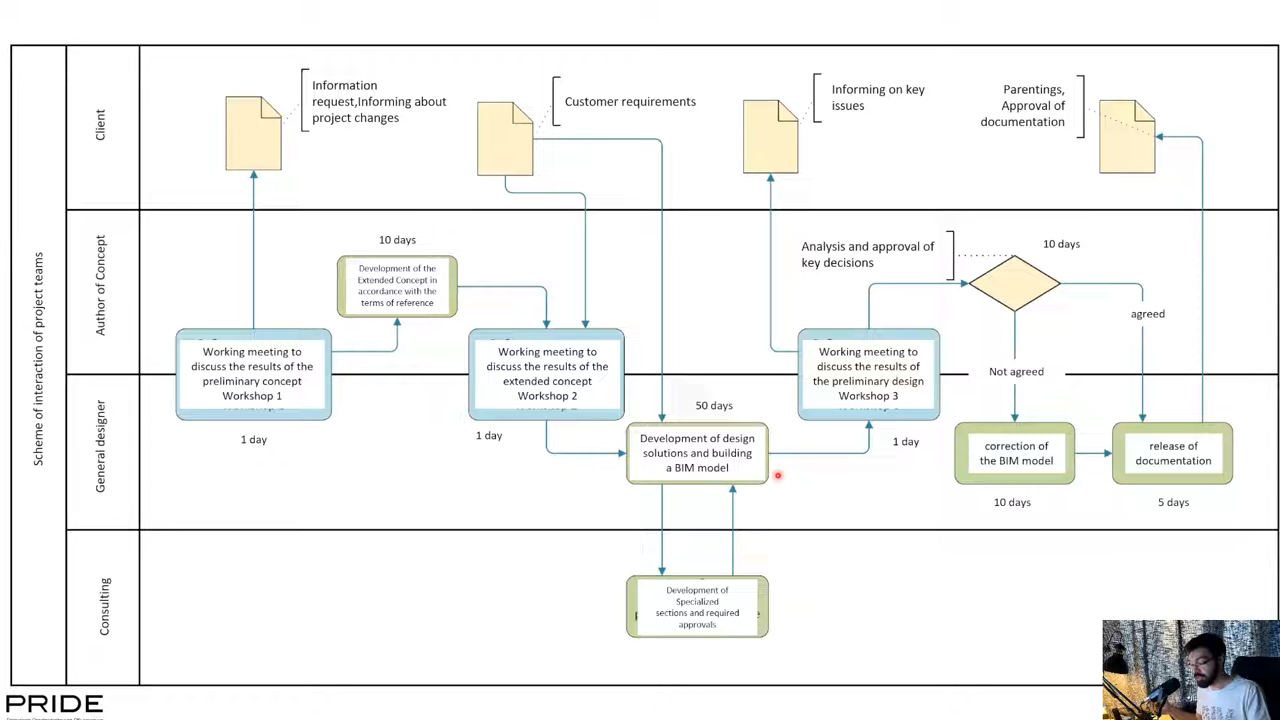 Scheme of interaction of project teams
Client
Information
request,Informing about
project changes
Customer requirements
Informing on key
issues
Parentings,
Approval of
documentation
Author of Concept
10 days
Development of the
Extended Concept in
accordance with the
terms of reference
Analysis and approval of
key decisions
10 days
agreed
Not agreed
Working meeting to
discuss the results of the
preliminary concept
Workshop 1
1 day
Working meeting to
discuss the results of the
extended concept
Workshop 2
1 day
Working meeting to
discuss the results of
the preliminary design
Workshop 3
1 day
General designer
50 days
Development of design
solutions and building
a BIM model
correction of
the BIM model
10 days
release of
documentation
5 days
Consulting
Development of
Specialized
sections and required
approvals
PRIDE